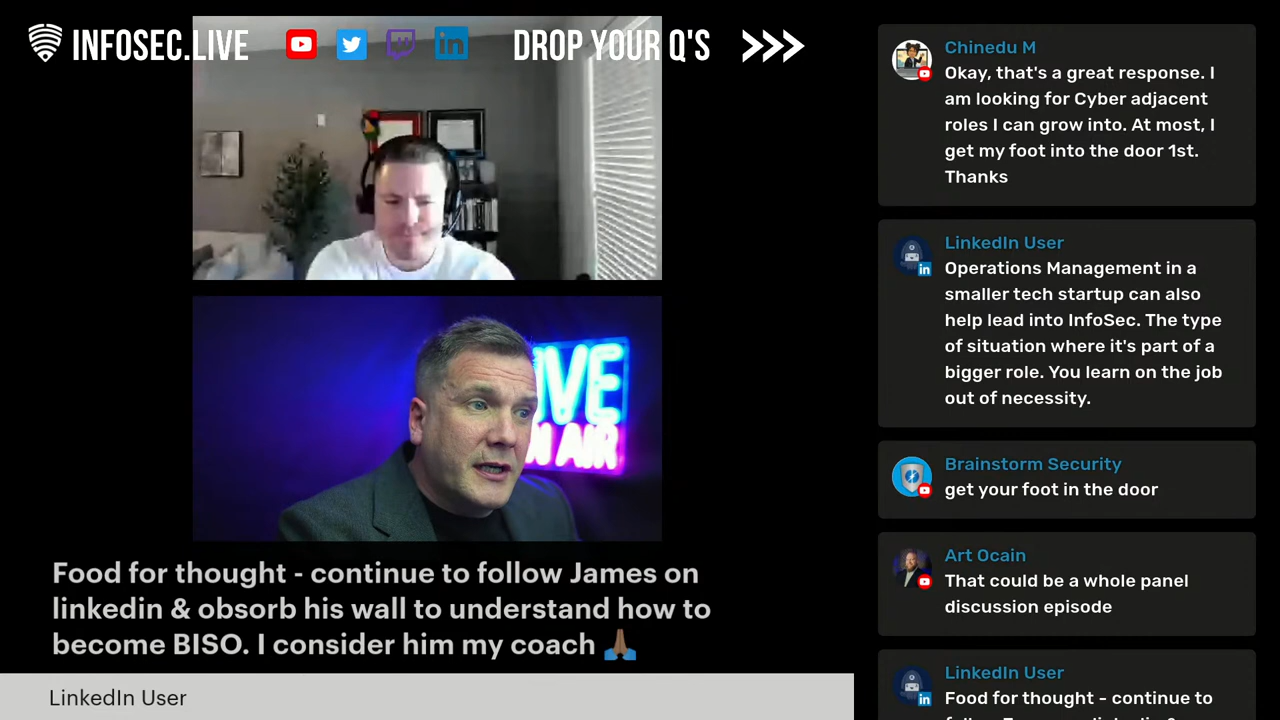 INFOSEC.LIVE
DROP YOUR Q'S >>>
Food for thought - continue to follow James on
linkedin & obsorb his wall to understand how to
become BISO. I consider him my coach 🙏🏾
LinkedIn User
Chinedu M
Okay, that's a great response. I
am looking for Cyber adjacent
roles I can grow into. At most, I
get my foot into the door 1st.
Thanks
LinkedIn User
Operations Management in a
smaller tech startup can also
help lead into InfoSec. The type
of situation where it's part of a
bigger role. You learn on the job
out of necessity.
Brainstorm Security
get your foot in the door
Art Ocain
That could be a whole panel
discussion episode
LinkedIn User
Food for thought - continue to